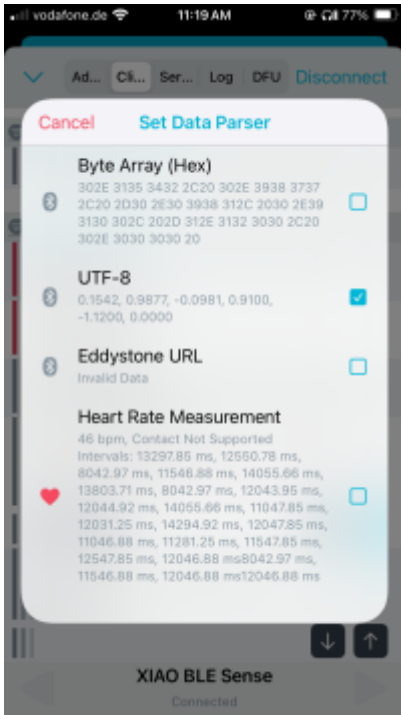 vodafone.de 11:19 AM 77%
Ad... Cli... Ser... Log DFU Disconnect
Cancel Set Data Parser
Byte Array (Hex)
302E 3135 3432 2C20 302E 3938 3737
2C20 2D30 2E30 3938 312C 2030 2E39
3130 302C 202D 312E 3132 3030 2C20
302E 3030 3030 20
UTF-8
0.1542, 0.9877, -0.0981, 0.9100,
-1.1200, 0.0000
Eddystone URL
Invalid Data
Heart Rate Measurement
46 bpm, Contact Not Supported
Intervals: 13297.85 ms, 12550.78 ms,
8042.97 ms, 11546.88 ms, 14055.66 ms,
13803.71 ms, 8042.97 ms, 12043.95 ms,
12044.92 ms, 14055.66 ms, 11047.85 ms,
12031.25 ms, 14294.92 ms, 12047.85 ms,
11046.88 ms, 11281.25 ms, 11547.85 ms,
12547.85 ms, 12046.88 ms8042.97 ms,
11546.88 ms, 12046.88 ms12046.88 ms
XIAO BLE Sense
Connected